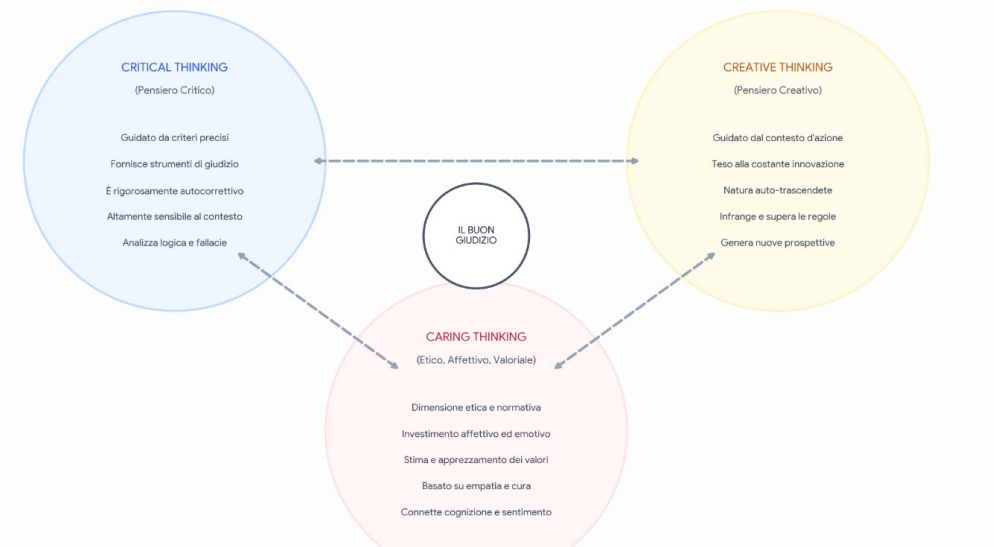 CRITICAL THINKING
(Pensiero Critico)
Guidato da criteri precisi
Fornisce strumenti di giudizio
È rigorosamente autocorrettivo
Altamente sensibile al contesto
Analizza logica e fallacie
CREATIVE THINKING
(Pensiero Creativo)
Guidato dal contesto d'azione
Teso alla costante innovazione
Natura auto-trascendete
Infrange e supera le regole
Genera nuove prospettive
IL BUON
GIUDIZIO
CARING THINKING
(Etico, Affettivo, Valoriale)
Dimensione etica e normativa
Investimento affettivo ed emotivo
Stima e apprezzamento dei valori
Basato su empatia e cura
Connette cognizione e sentimento